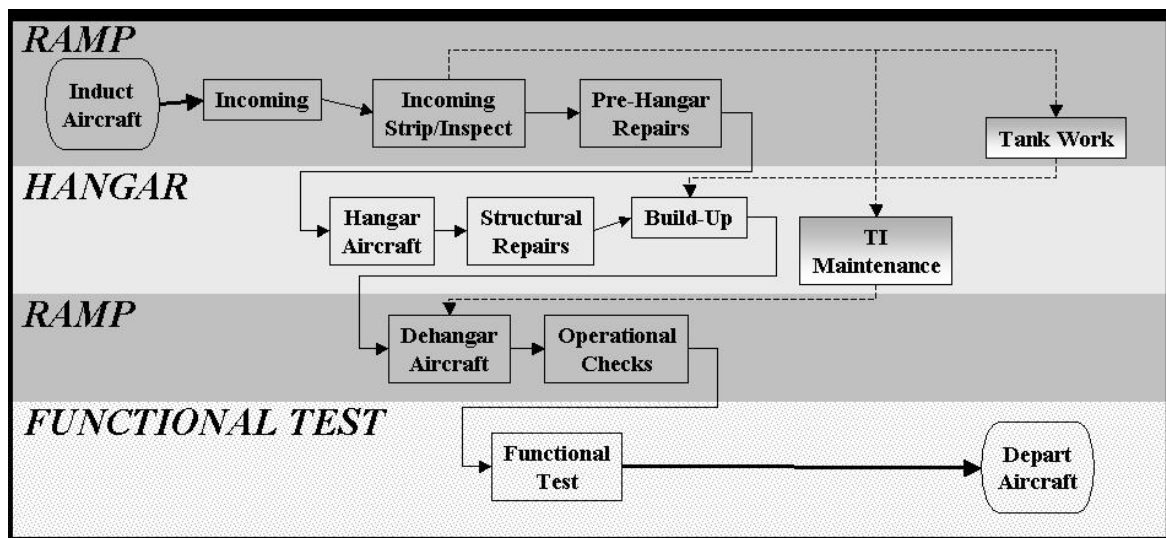 RAMP
Induct
Aircraft
Incoming
Incoming
Strip/Inspect
Pre-Hangar
Repairs
Tank Work
HANGAR
Hangar
Aircraft
Structural
Repairs
Build-Up
TI
Maintenance
RAMP
Dehangar
Aircraft
Operational
Checks
FUNCTIONAL TEST
Functional
Test
Depart
Aircraft